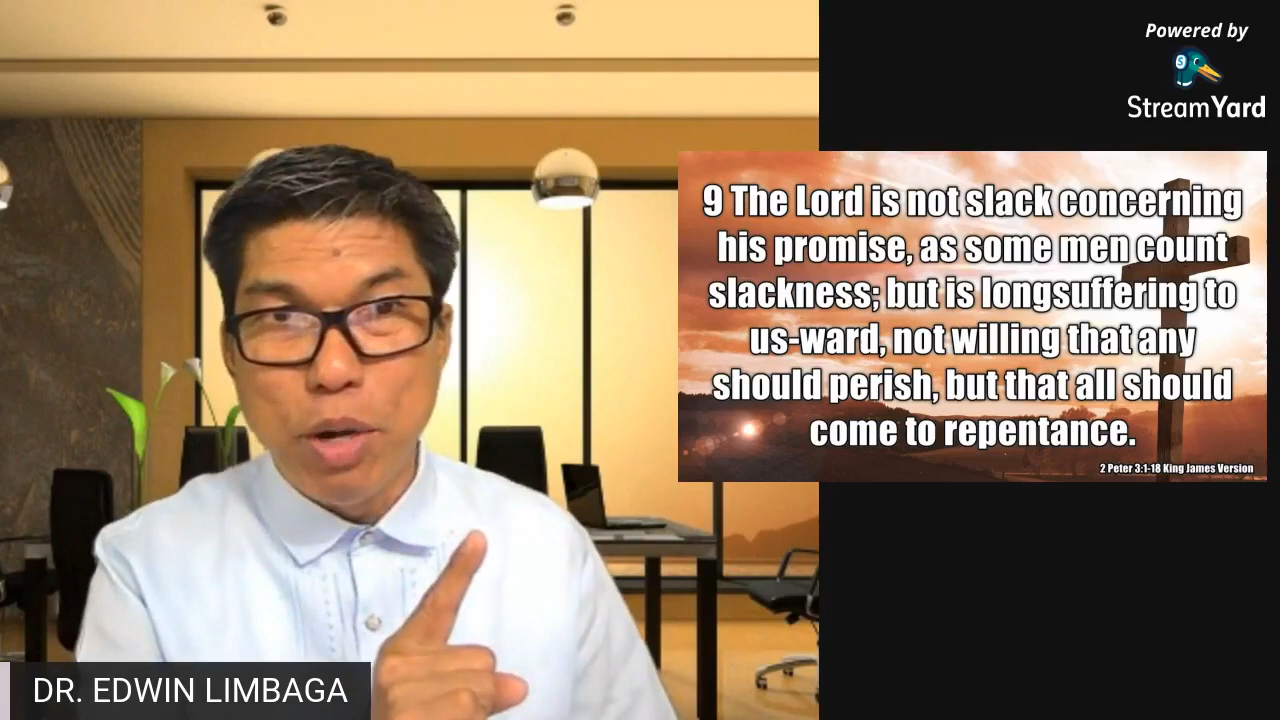 Powered by
S
StreamYard
9 The Lord is not slack concerning
his promise, as some men count
slackness; but is longsuffering to
us-ward, not willing that any
should perish, but that all should
come to repentance.
2 Peter 3:1-18 King James Version
DR. EDWIN LIMBAGA